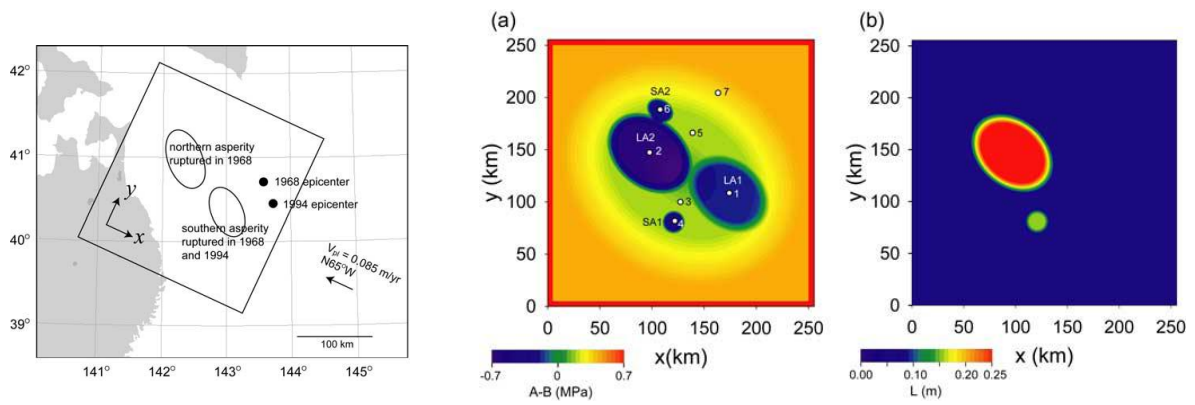 42°
41°
40°
39°
141°
142°
143°
144°
145°
northern asperity
ruptured in 1968
1968 epicenter
1994 epicenter
southern asperity
ruptured in 1968
and 1994
y
x
V_pl = 0.085 m/yr
N65°W
100 km
(a)
250
200
150
100
50
0
y (km)
0
50
100
150
200
250
x(km)
SA2
6
7
LA2
2
5
LA1
1
3
SA1
4
-0.7
0
0.7
A-B (MPa)
(b)
250
200
150
100
50
0
y (km)
0
50
100
150
200
250
x (km)
0.00
0.10
0.20
0.25
L (m)